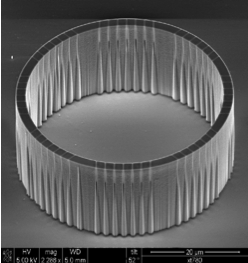 HV mag WD tilt 20 µm
5.00 kV 2 288 x 5.0 mm 52 °